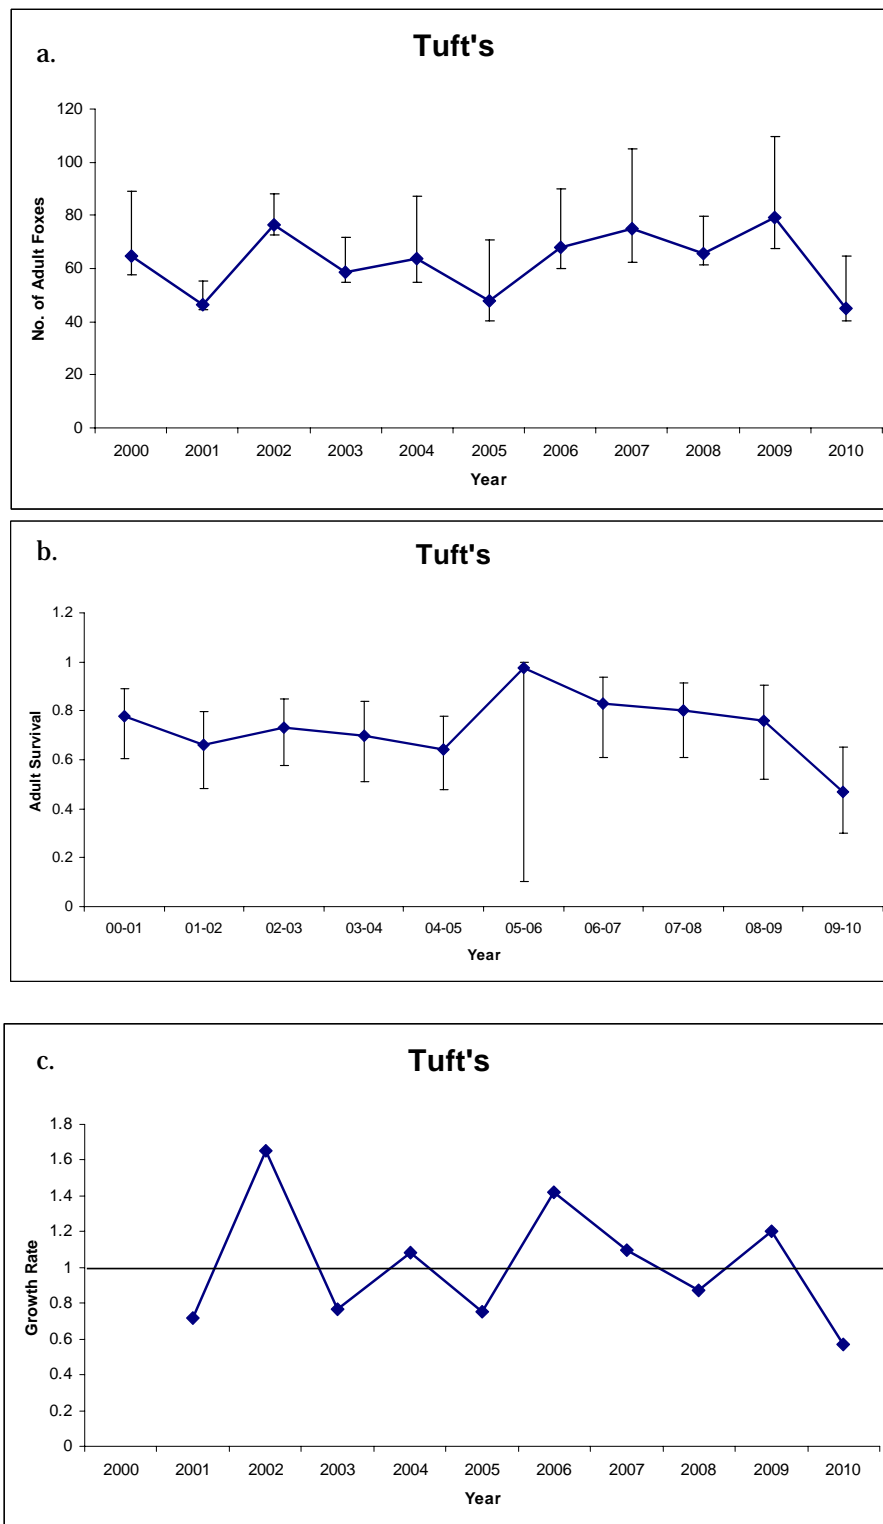 a.
Tuft's
120
100
80
60
40
20
0
No. of Adult Foxes
2000 2001 2002 2003 2004 2005 2006 2007 2008 2009 2010
Year
b.
Tuft's
1.2
1
0.8
0.6
0.4
0.2
0
Adult Survival
00-01 01-02 02-03 03-04 04-05 05-06 06-07 07-08 08-09 09-10
Year
c.
Tuft's
1.8
1.6
1.4
1.2
1
0.8
0.6
0.4
0.2
0
Growth Rate
2000 2001 2002 2003 2004 2005 2006 2007 2008 2009 2010
Year